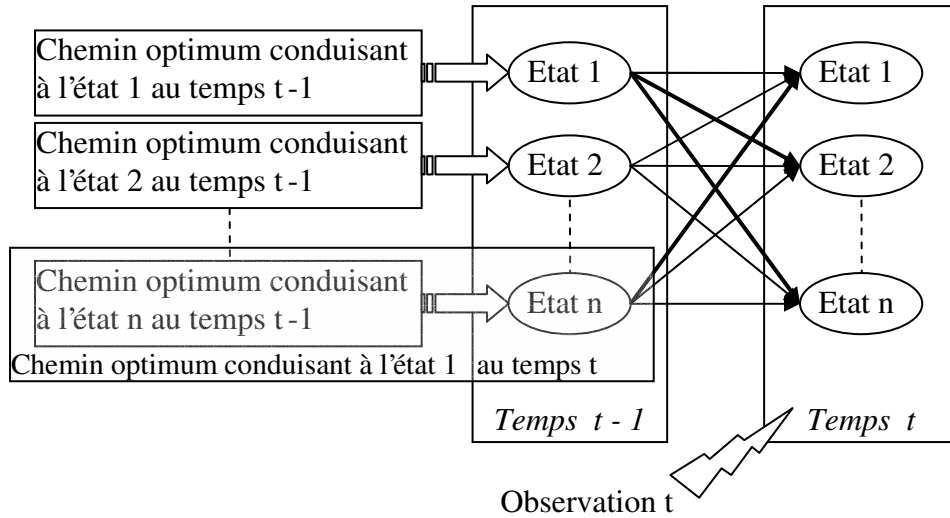 Chemin optimum conduisant
à l'état 1 au temps t-1
Etat 1
Etat 1
Chemin optimum conduisant
à l'état 2 au temps t-1
Etat 2
Etat 2
Chemin optimum conduisant
à l'état n au temps t-1
Etat n
Etat n
Chemin optimum conduisant à l'état 1 au temps t
Temps t - 1
Temps t
Observation t